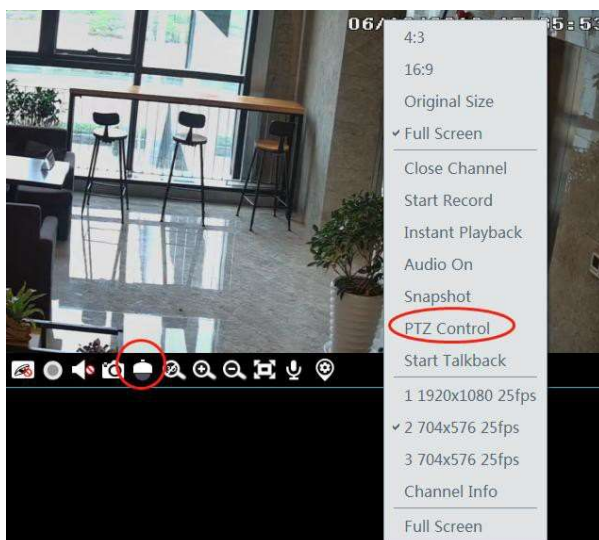 4:3
16:9
Original Size
Full Screen
Close Channel
Start Record
Instant Playback
Audio On
Snapshot
PTZ Control
Start Talkback
1 1920x1080 25fps
2 704x576 25fps
3 704x576 25fps
Channel Info
Full Screen